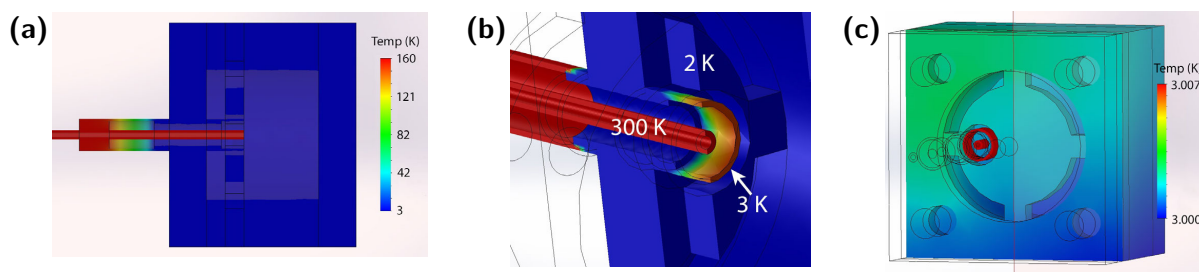 (a)
Temp (K)
160
121
82
42
3
(b)
2 K
300 K
3 K
(c)
Temp (K)
3.007
3.000